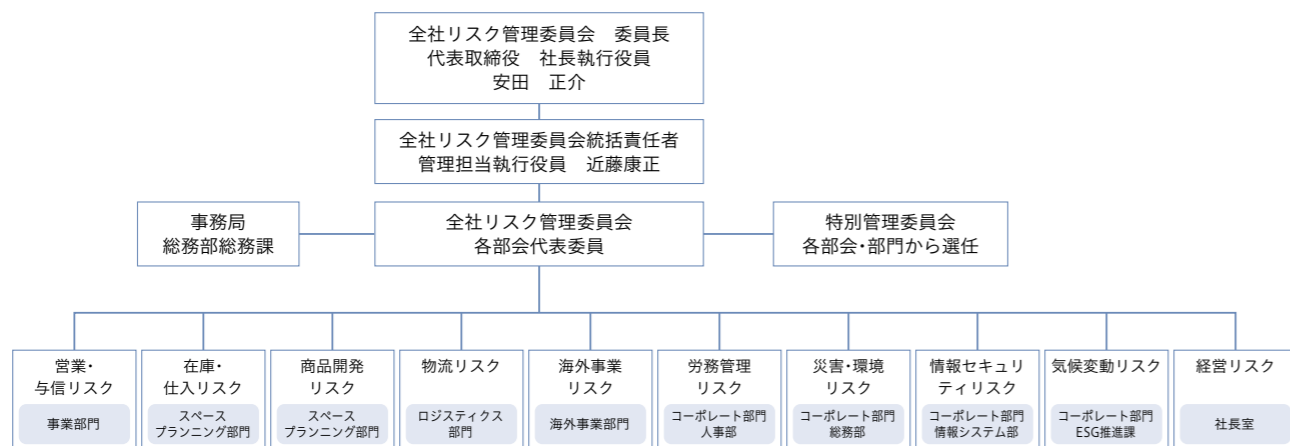 全社リスク管理委員会　委員長
代表取締役　社長執行役員
安田　正介
全社リスク管理委員会統括責任者
管理担当執行役員　近藤康正
事務局
総務部総務課
全社リスク管理委員会
各部会代表委員
特別管理委員会
各部会・部門から選任
営業・
与信リスク
事業部門
在庫・
仕入リスク
スペース
プランニング部門
商品開発
リスク
スペース
プランニング部門
物流リスク
ロジスティクス
部門
海外事業
リスク
海外事業部門
労務管理
リスク
コーポレート部門
人事部
災害・環境
リスク
コーポレート部門
総務部
情報セキュリ
ティリスク
コーポレート部門
情報システム部
気候変動リスク
コーポレート部門
ESG推進課
経営リスク
社長室